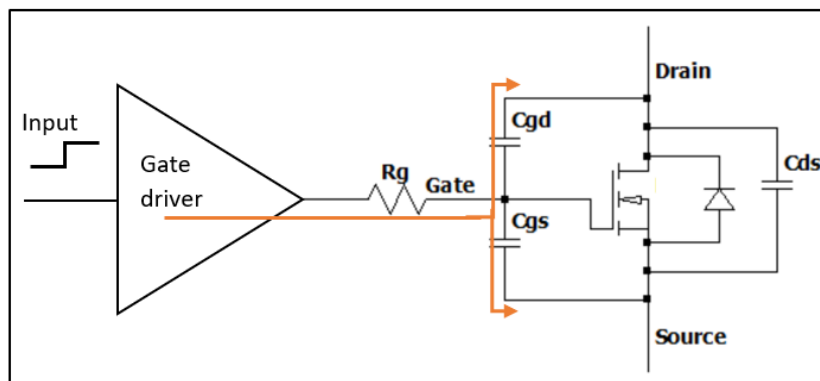 Drain
Input
Cgd
Gate
driver
Rg
Gate
Cds
Cgs
Source